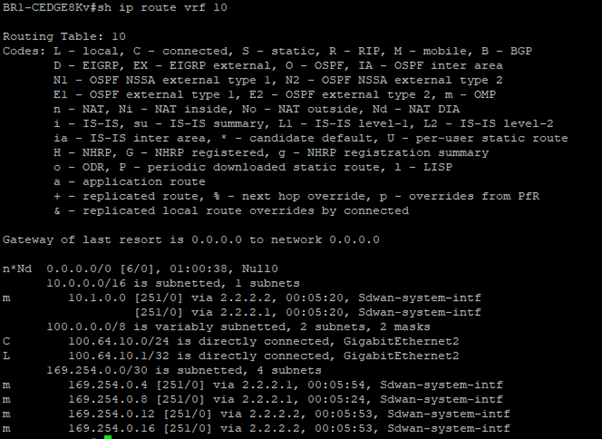 BR1-CEDGE8Kv#sh ip route vrf 10
Routing Table: 10
Codes: L - local, C - connected, S - static, R - RIP, M - mobile, B - BGP
D - EIGRP, EX - EIGRP external, O - OSPF, IA - OSPF inter area
N1 - OSPF NSSA external type 1, N2 - OSPF NSSA external type 2
E1 - OSPF external type 1, E2 - OSPF external type 2, m - OMP
n - NAT, Ni - NAT inside, No - NAT outside, Nd - NAT DIA
i - IS-IS, su - IS-IS summary, L1 - IS-IS level-1, L2 - IS-IS level-2
ia - IS-IS inter area, * - candidate default, U - per-user static route
H - NHRP, G - NHRP registered, g - NHRP registration summary
o - ODR, P - periodic downloaded static route, l - LISP
a - application route
+ - replicated route, % - next hop override, p - overrides from PfR
& - replicated local route overrides by connected
Gateway of last resort is 0.0.0.0 to network 0.0.0.0
n*Nd 0.0.0.0/0 [6/0], 01:00:38, Null0
10.0.0.0/16 is subnetted, 1 subnets
m 10.1.0.0 [251/0] via 2.2.2.2, 00:05:20, Sdwan-system-intf
[251/0] via 2.2.2.1, 00:05:20, Sdwan-system-intf
100.0.0.0/8 is variably subnetted, 2 subnets, 2 masks
C 100.64.10.0/24 is directly connected, GigabitEthernet2
L 100.64.10.1/32 is directly connected, GigabitEthernet2
169.254.0.0/30 is subnetted, 4 subnets
m 169.254.0.4 [251/0] via 2.2.2.1, 00:05:54, Sdwan-system-intf
m 169.254.0.8 [251/0] via 2.2.2.1, 00:05:24, Sdwan-system-intf
m 169.254.0.12 [251/0] via 2.2.2.2, 00:05:53, Sdwan-system-intf
m 169.254.0.16 [251/0] via 2.2.2.2, 00:05:53, Sdwan-system-intf